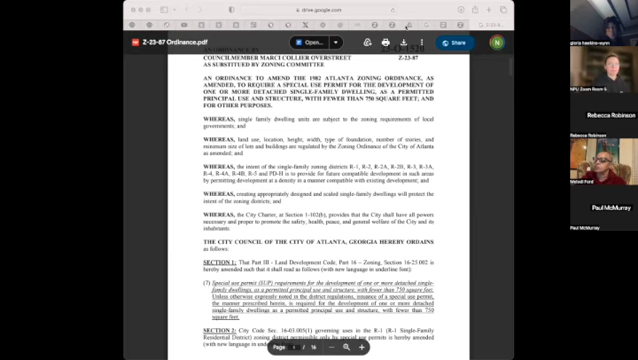 drive.google.com
Z-23-87 Ordinance.pdf
Open...
Share
N
COUNCILMEMBER MARCI COLLIER OVERSTREET Z-23-87
AS SUBSTITUTED BY ZONING COMMITTEE
AN ORDINANCE TO AMEND THE 1982 ATLANTA ZONING ORDINANCE, AS
AMENDED, TO REQUIRE A SPECIAL USE PERMIT FOR THE DEVELOPMENT OF
ONE OR MORE DETACHED SINGLE-FAMILY DWELLING, AS A PERMITTED
PRINCIPAL USE AND STRUCTURE, WITH FEWER THAN 750 SQUARE FEET; AND
FOR OTHER PURPOSES.
WHEREAS, single family dwelling units are subject to the zoning requirements of local
governments; and
WHEREAS, land use, location, height, width, type of foundation, number of stories, and
minimum size of lots and buildings are regulated by the Zoning Ordinance of the City of Atlanta
as amended; and
WHEREAS, the intent of the single-family zoning districts R-1, R-2, R-2A, R-2B, R-3, R-3A,
R-4, R-4A, R-4B, R-5 and PD-H is to provide for future compatible development in such areas
by permitting development at a density in a manner compatible with existing development; and
WHEREAS, creating appropriately designed and scaled single-family dwellings will protect the
intent of the zoning districts, and
WHEREAS, the City Charter, at Section 1-102(b), provides that the City shall have all powers
necessary and proper to promote the safety, health, peace, and general welfare of the City and its
inhabitants.
THE CITY COUNCIL OF THE CITY OF ATLANTA, GEORGIA HEREBY ORDAINS
as follows:
SECTION 1: That Part III - Land Development Code, Part 16 - Zoning, Section 16-25.002 is
hereby amended such that it shall read as follows (with new language in underline font):
(7) Special use permit (SUP) requirements for the development of one or more detached single-
family dwellings, as a permitted principal use and structure, with fewer than 750 square feet:
Unless otherwise expressly noted in the district regulations, issuance of a special use permit,
the manner prescribed herein, is required for the development of one or more detached
single-family dwellings as a permitted principal use and structure, with fewer than 750
square feet.
SECTION 2: City Code Sec. 16-03.005(1) governing uses in the R-1 (R-1 Single-Family
Residential District) zoning district permissible only by special use permits is hereby amended
(with new language in
Page 1 / 16
gloria hawkins-wynn
NPU Zoom Room 5
Rebecca Robinson
Rebecca Robinson
Paul McMurray
Paul McMurray